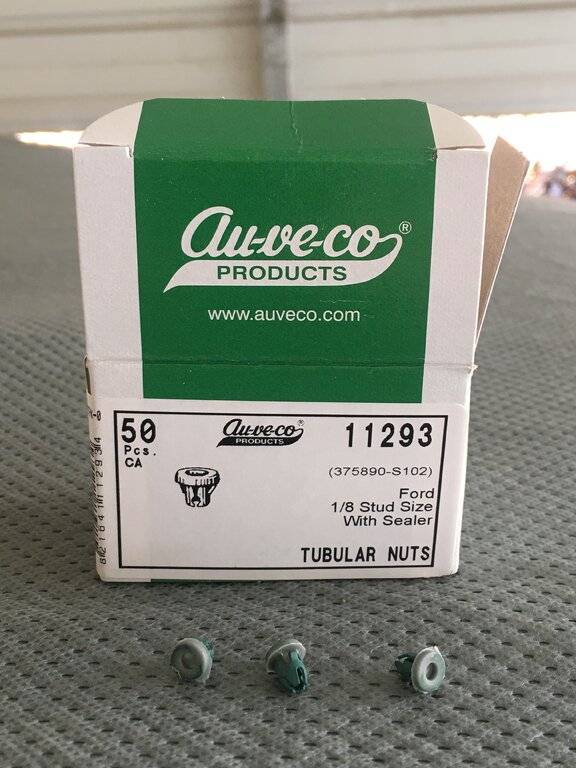 Au-ve-co®
PRODUCTS
www.auveco.com
50
Pcs.
CA
Au-ve-co®
PRODUCTS
11293
(375890-S102)
Ford
1/8 Stud Size
With Sealer
TUBULAR NUTS